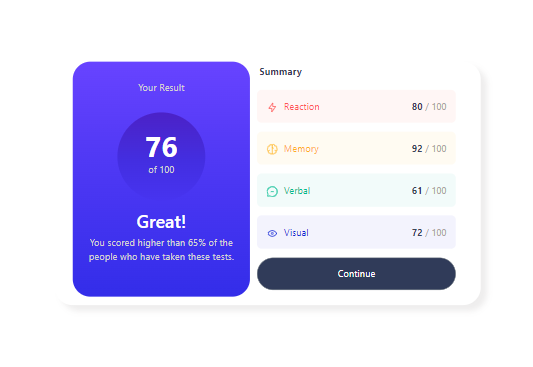 Your Result
76
of 100
Great!
You scored higher than 65% of the
people who have taken these tests.
Summary
Reaction 80 / 100
Memory 92 / 100
Verbal 61 / 100
Visual 72 / 100
Continue